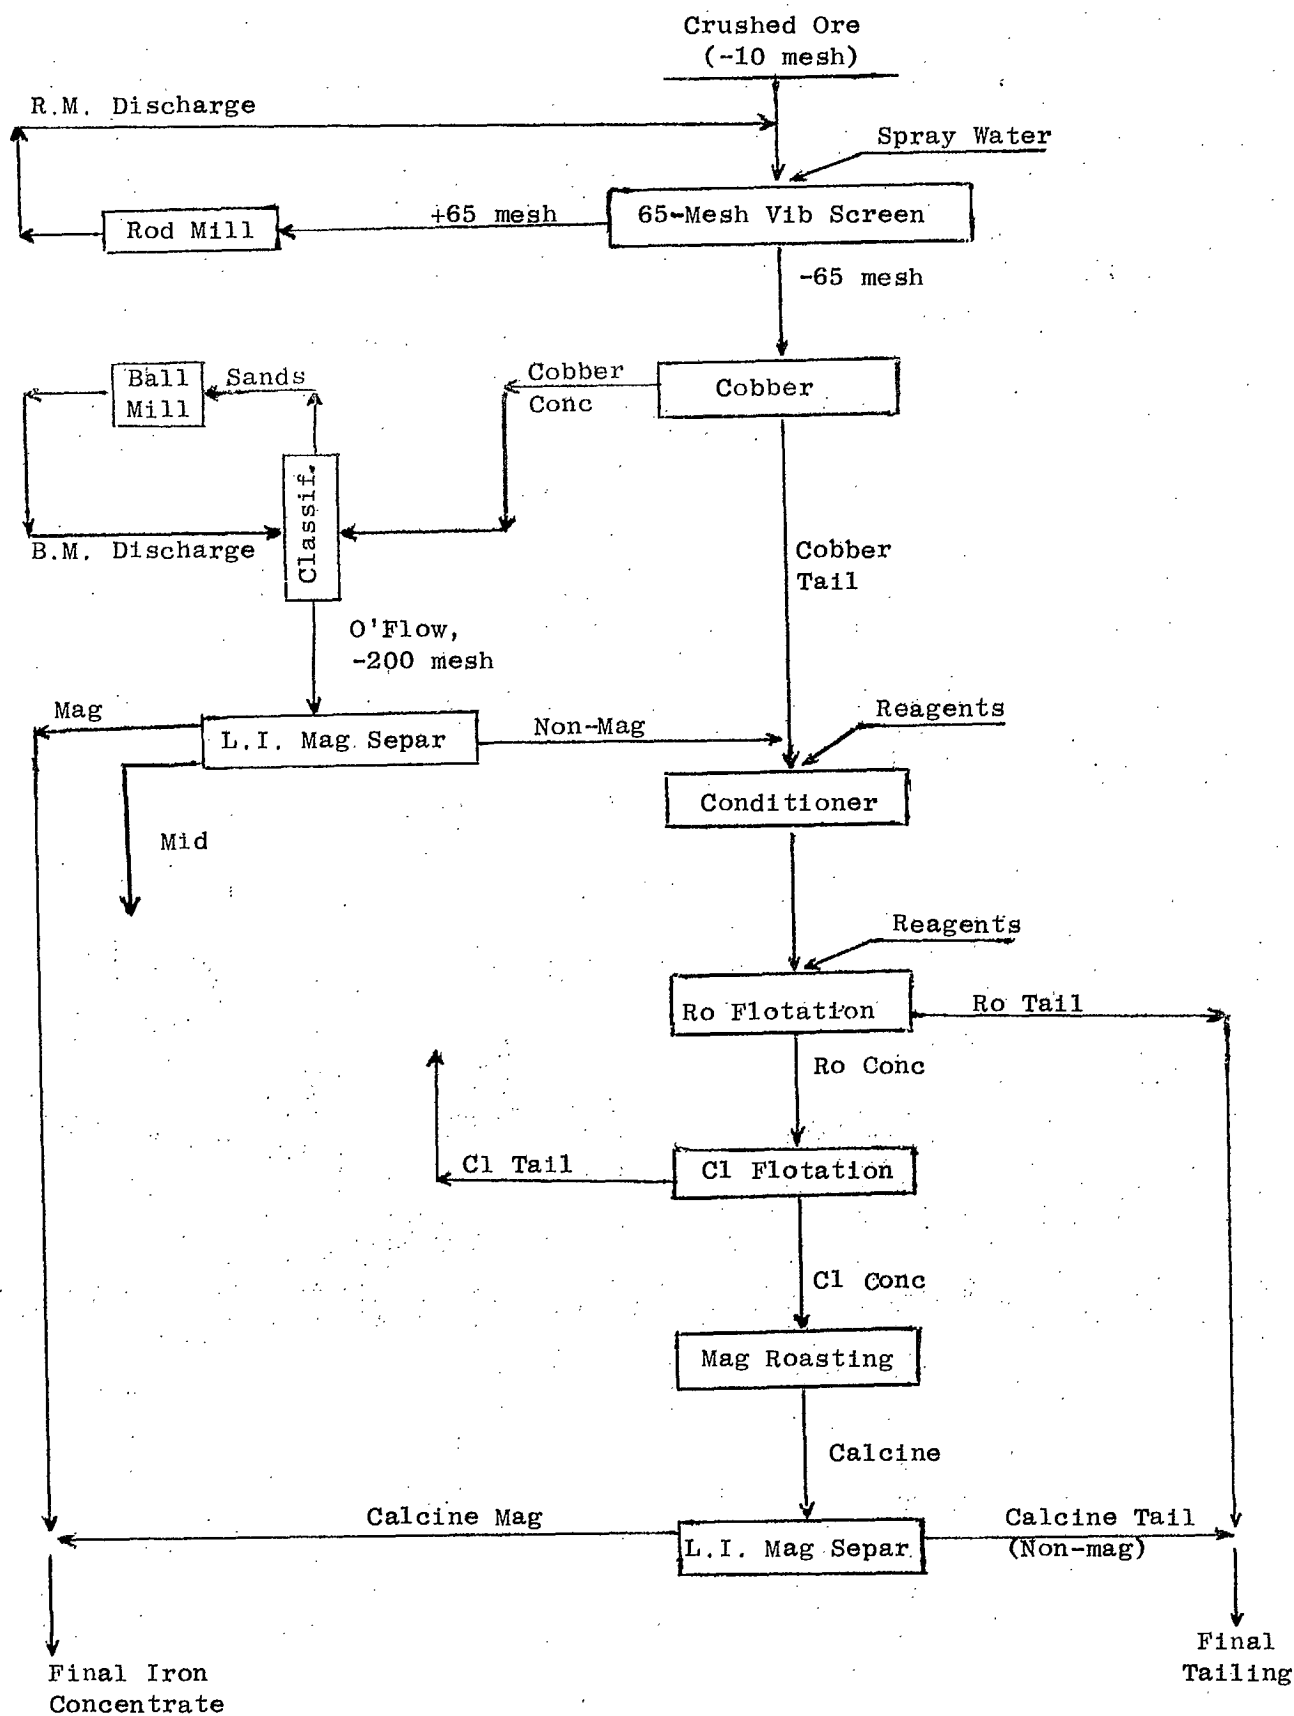 Crushed Ore
(-10 mesh)
R.M. Discharge
Spray Water
Rod Mill
+65 mesh
65-Mesh Vib Screen
-65 mesh
Ball
Mill
Sands
Cobber
Conc
Cobber
Classif.
B.M. Discharge
Cobber
Tail
O'Flow,
-200 mesh
Mag
L.I. Mag Separ
Non-Mag
Reagents
Conditioner
Mid
Reagents
Ro Flotation
Ro Tail
Ro Conc
Cl Tail
Cl Flotation
Cl Conc
Mag Roasting
Calcine
Calcine Mag
L.I. Mag Separ
Calcine Tail
(Non-mag)
Final Iron
Concentrate
Final
Tailing